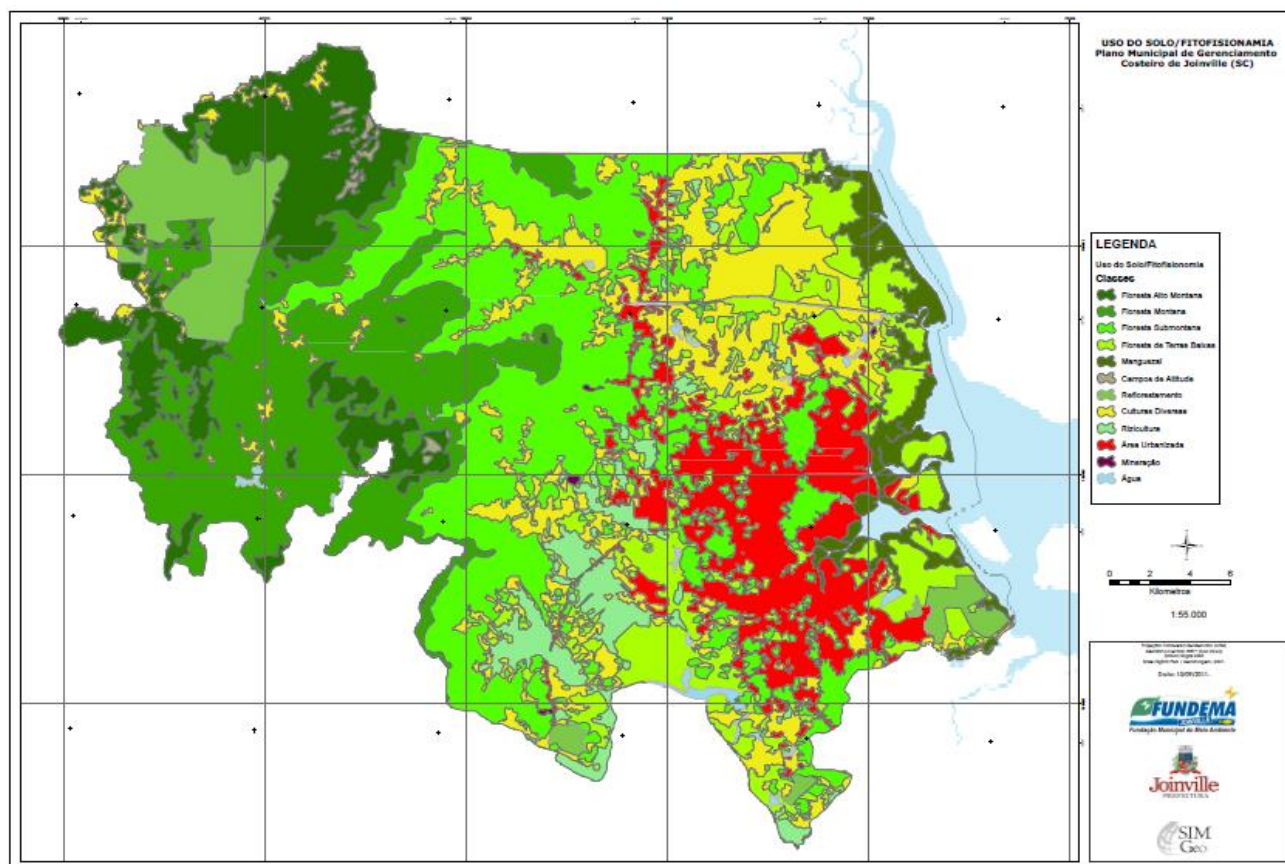 USO DO SOLO/FITOFISIONAMIA
Plano Municipal de Gerenciamento
Costeiro de Joinville (SC)
LEGENDA
Uso do Solo/Fitofisionomia
Classes
Floresta Alto Montana
Floresta Montana
Floresta Submontana
Floresta de Terras Baixas
Manguezal
Campos de Altitude
Reflorestamento
Culturas Diversas
Rizicultura
Área Urbanizada
Mineração
Água
0 2 4 6
Kilometros
1:55.000
FUNDEMA
JOINVILLE
Fundação Municipal do Meio Ambiente
Joinville
PREFEITURA
SIM
Geo